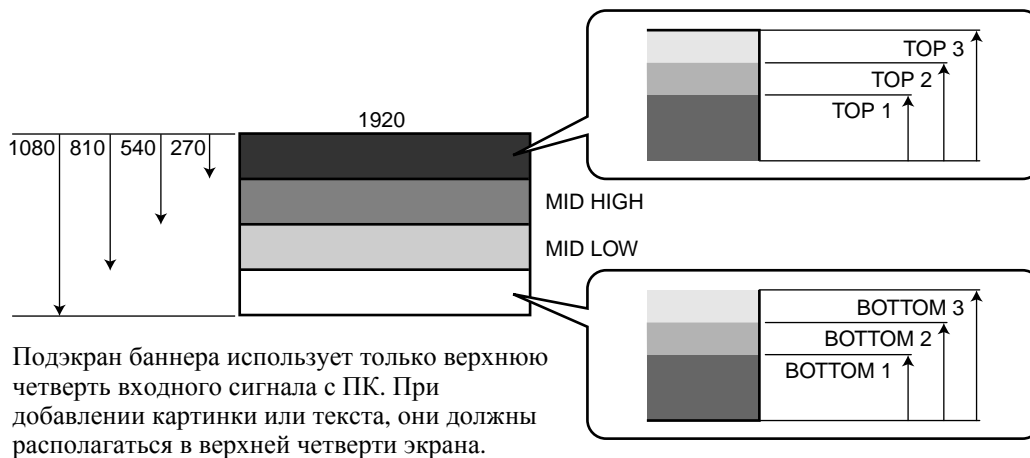 TOP 3
TOP 2
TOP 1
1920
1080 810 540 270
MID HIGH
MID LOW
BOTTOM 3
BOTTOM 2
BOTTOM 1
Подэкран баннера использует только верхнюю
четверть входного сигнала с ПК. При
добавлении картинки или текста, они должны
располагаться в верхней четверти экрана.